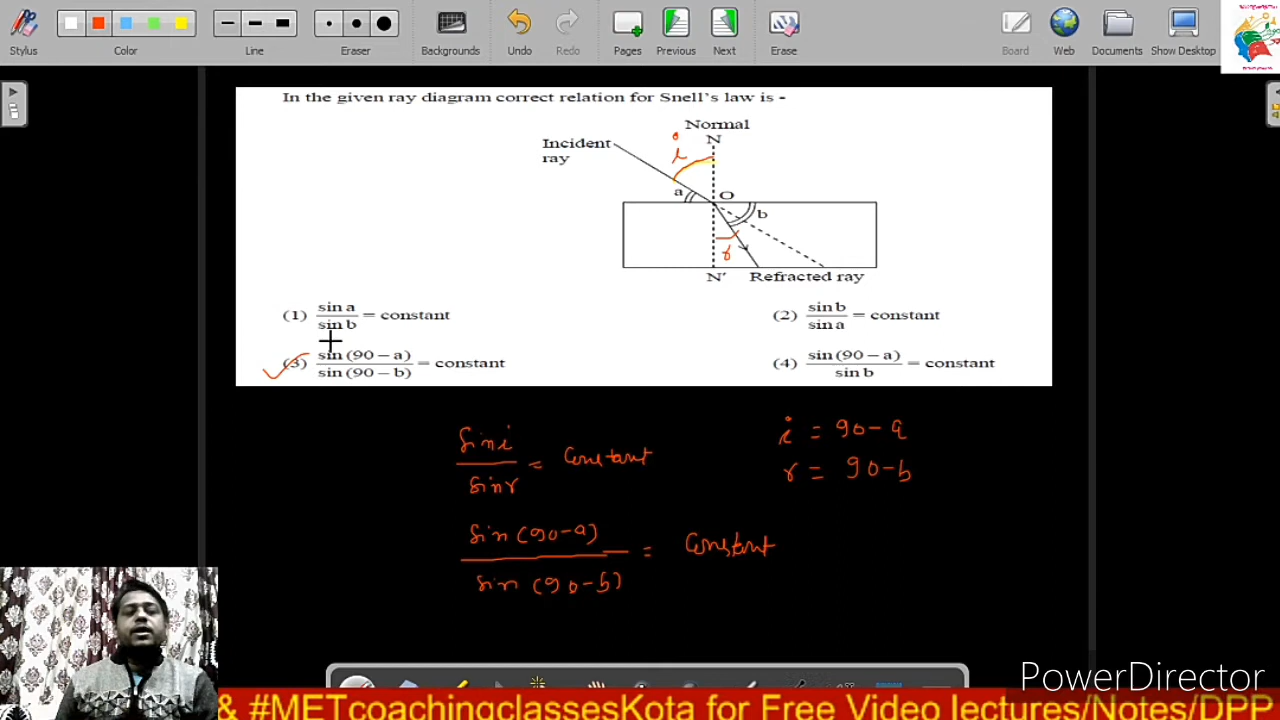 Stylus
Color
Line
Eraser
Backgrounds
Undo
Redo
Pages
Previous
Next
Erase
Board
Web
Documents
Show Desktop
In the given ray diagram correct relation for Snell's law is -
Normal
N
Incident
ray
i
a
O
b
r
N'
Refracted ray
(1) sin a / sin b = constant
(2) sin b / sin a = constant
(3) sin (90 – a) / sin (90 – b) = constant
(4) sin (90 – a) / sin b = constant
sin i / sin r = constant
i = 90 - a
r = 90 - b
sin (90-a) / sin (90-b) = constant
PowerDirector
& #METcoachingclassesKota for Free Video lectures/Notes/DPP